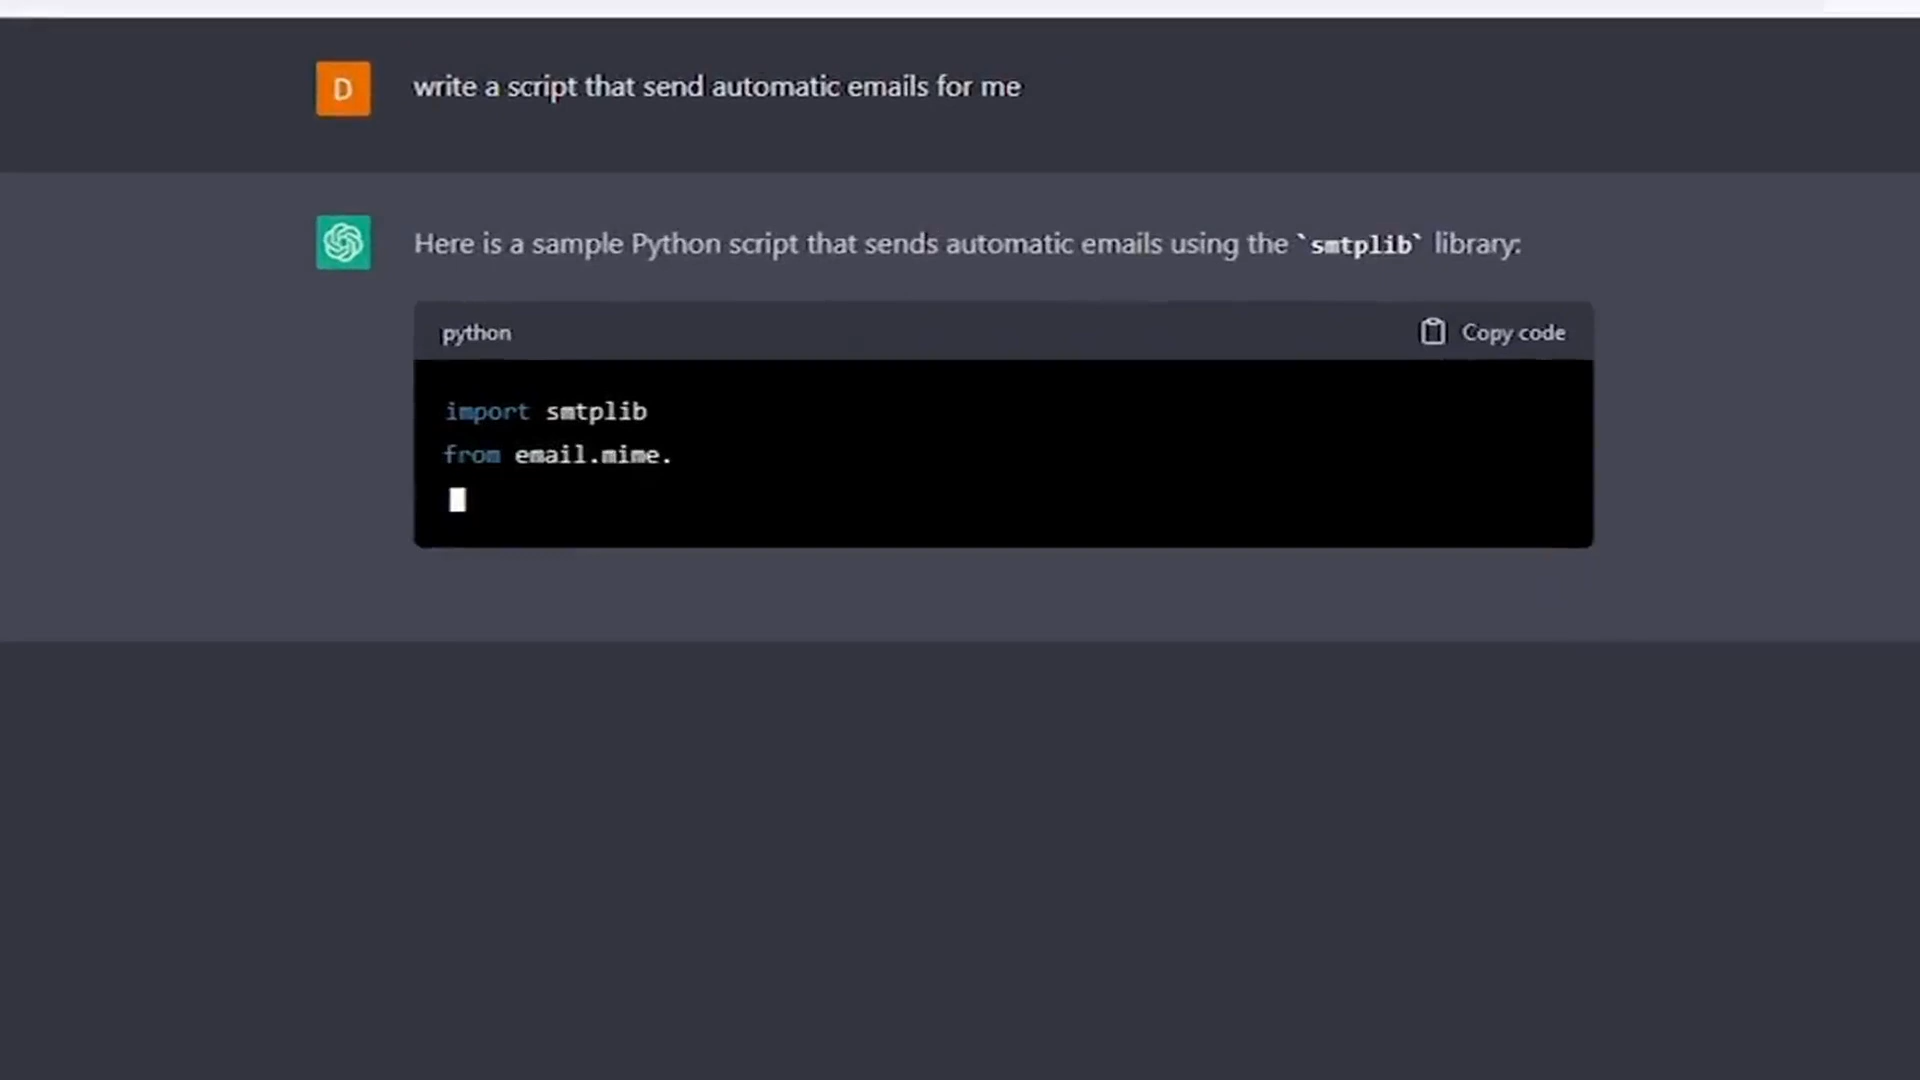 D
write a script that send automatic emails for me
Here is a sample Python script that sends automatic emails using the `smtplib` library:
python
Copy code
import smtplib
from email.mime.